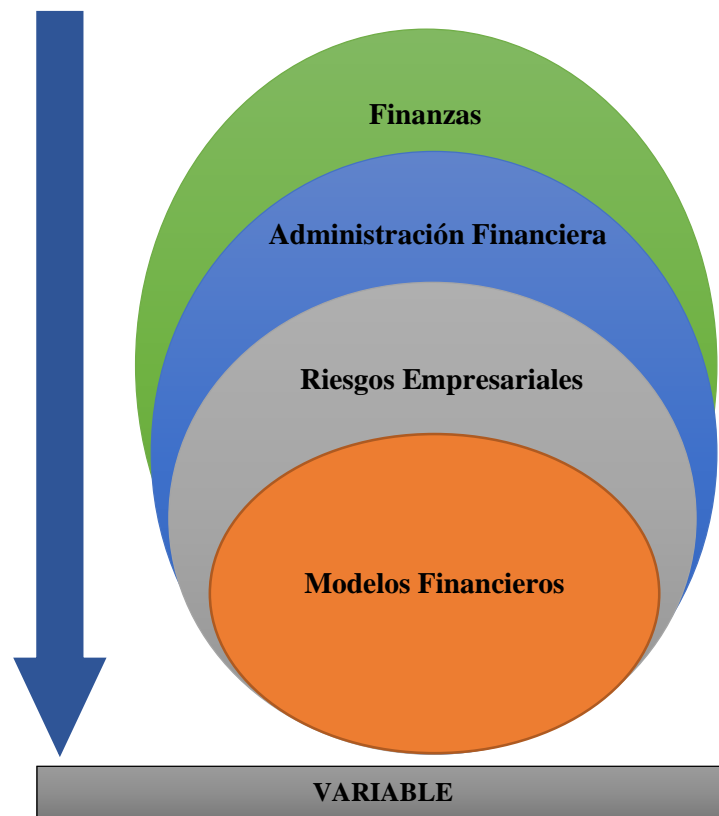 Finanzas
Administración Financiera
Riesgos Empresariales
Modelos Financieros
VARIABLE